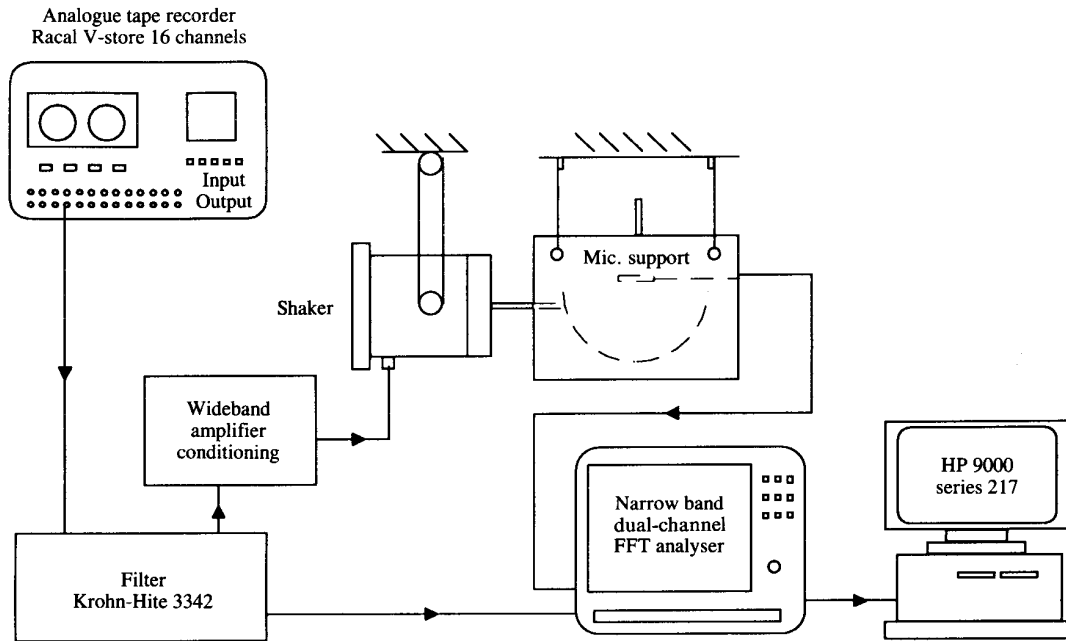 Analogue tape recorder
Racal V-store 16 channels
Input
Output
Shaker
Mic. support
Wideband
amplifier
conditioning
Filter
Krohn-Hite 3342
Narrow band
dual-channel
FFT analyser
HP 9000
series 217